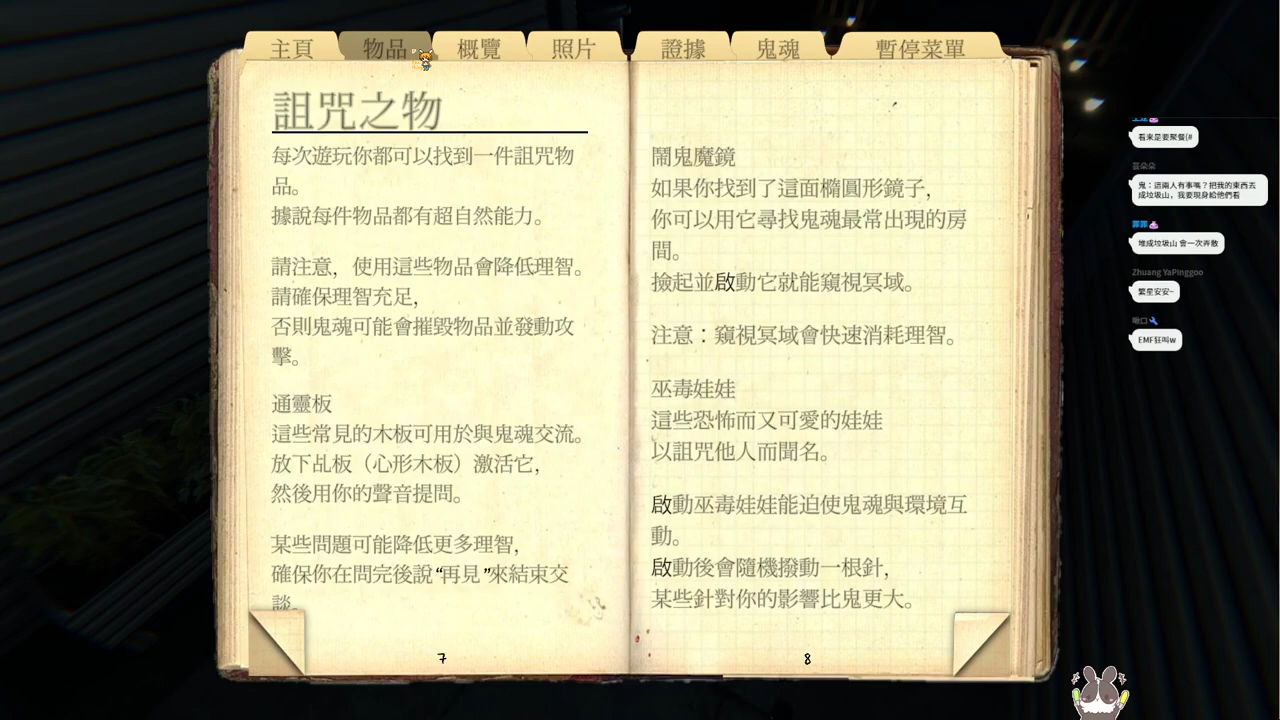 主頁 物品 概覽 照片 證據 鬼魂 暫停菜單
詛咒之物
每次遊玩你都可以找到一件詛咒物
品。
據說每件物品都有超自然能力。
請注意，使用這些物品會降低理智。
請確保理智充足，
否則鬼魂可能會摧毀物品並發動攻
擊。
通靈板
這些常見的木板可用於與鬼魂交流。
放下乩板（心形木板）激活它，
然後用你的聲音提問。
某些問題可能降低更多理智，
確保你在問完後說“再見”來結束交
談。
7
鬧鬼魔鏡
如果你找到了這面橢圓形鏡子，
你可以用它尋找鬼魂最常出現的房
間。
撿起並啟動它就能窺視冥域。
注意：窺視冥域會快速消耗理智。
巫毒娃娃
這些恐怖而又可愛的娃娃
以詛咒他人而聞名。
啟動巫毒娃娃能迫使鬼魂與環境互
動。
啟動後會隨機撥動一根針，
某些針對你的影響比鬼更大。
8
看來是要聚餐(#
鬼：這兩人有事嗎？把我的東西丟
成垃圾山，我要現身給他們看
堆成垃圾山 會一次弄散
Zhuang YaPinggoo
繁星安安~
EMF狂叫w